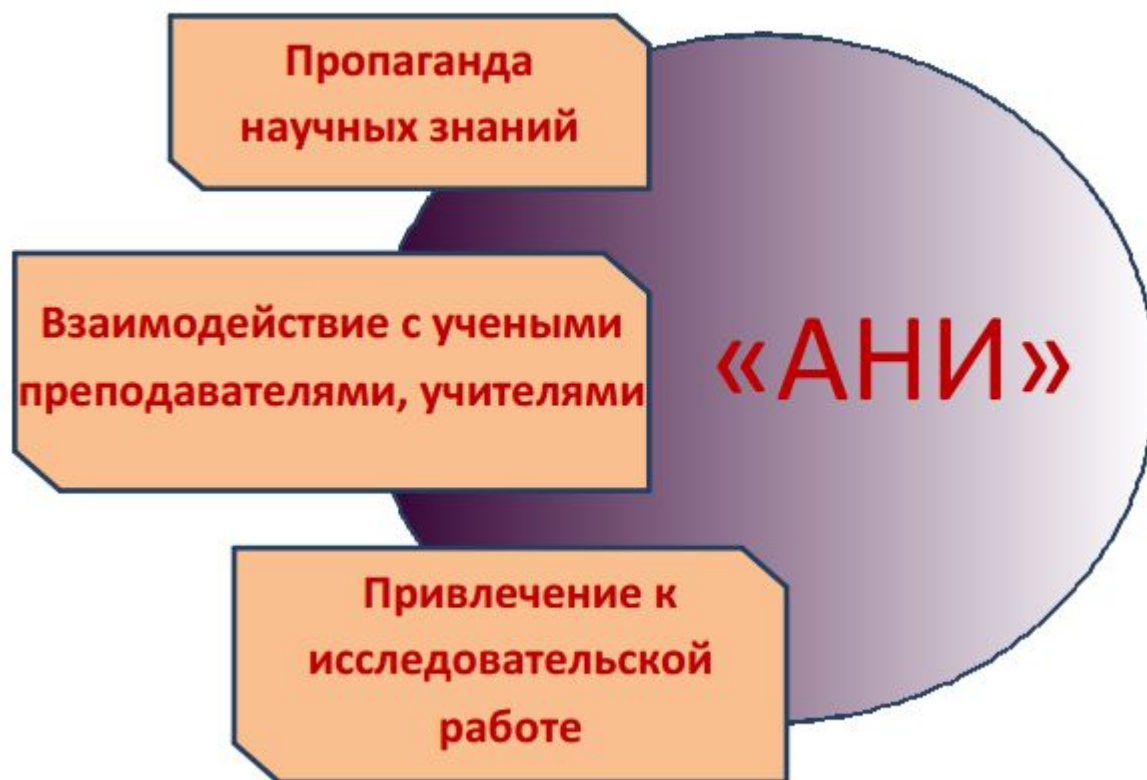 Пропаганда
научных знаний
Взаимодействие с учеными
преподавателями, учителями
«АНИ»
Привлечение к
исследовательской
работе